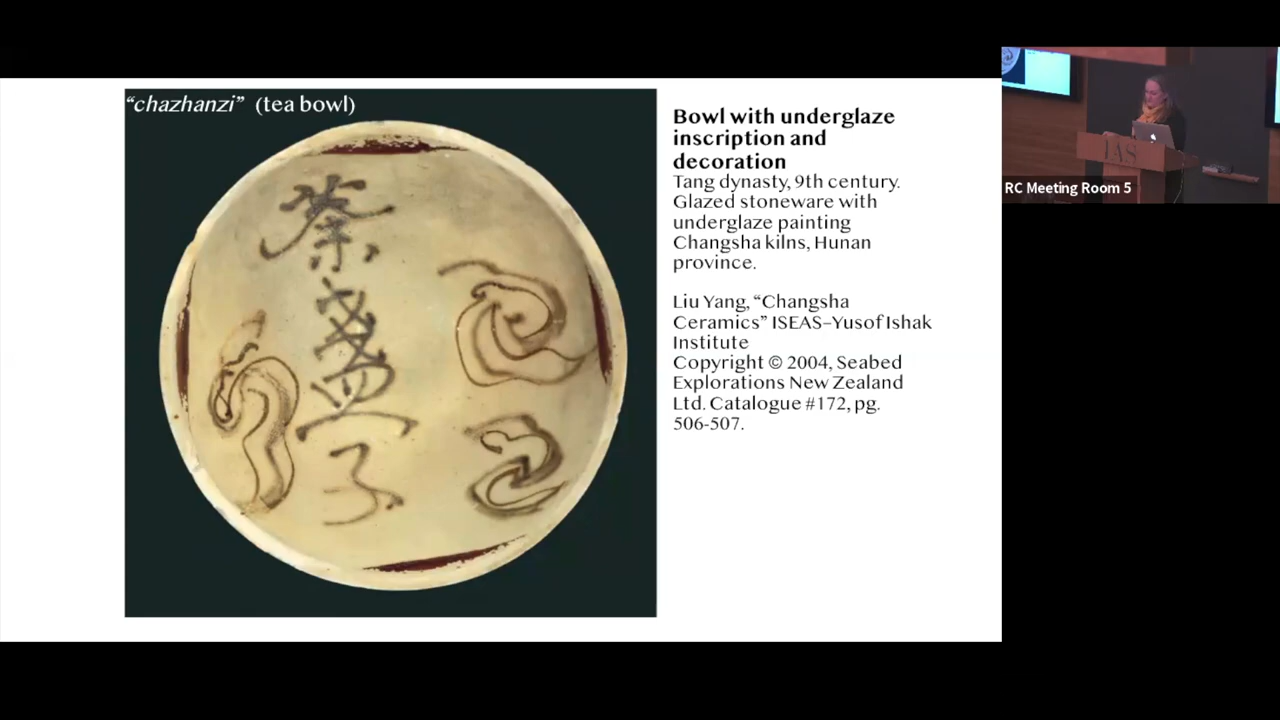 "chazhanzi" (tea bowl)
荼盞子
Bowl with underglaze
inscription and
decoration
Tang dynasty, 9th century.
Glazed stoneware with
underglaze painting
Changsha kilns, Hunan
province.
Liu Yang, “Changsha
Ceramics” ISEAS–Yusof Ishak
Institute
Copyright © 2004, Seabed
Explorations New Zealand
Ltd. Catalogue #172, pg.
506-507.
IAS
RC Meeting Room 5